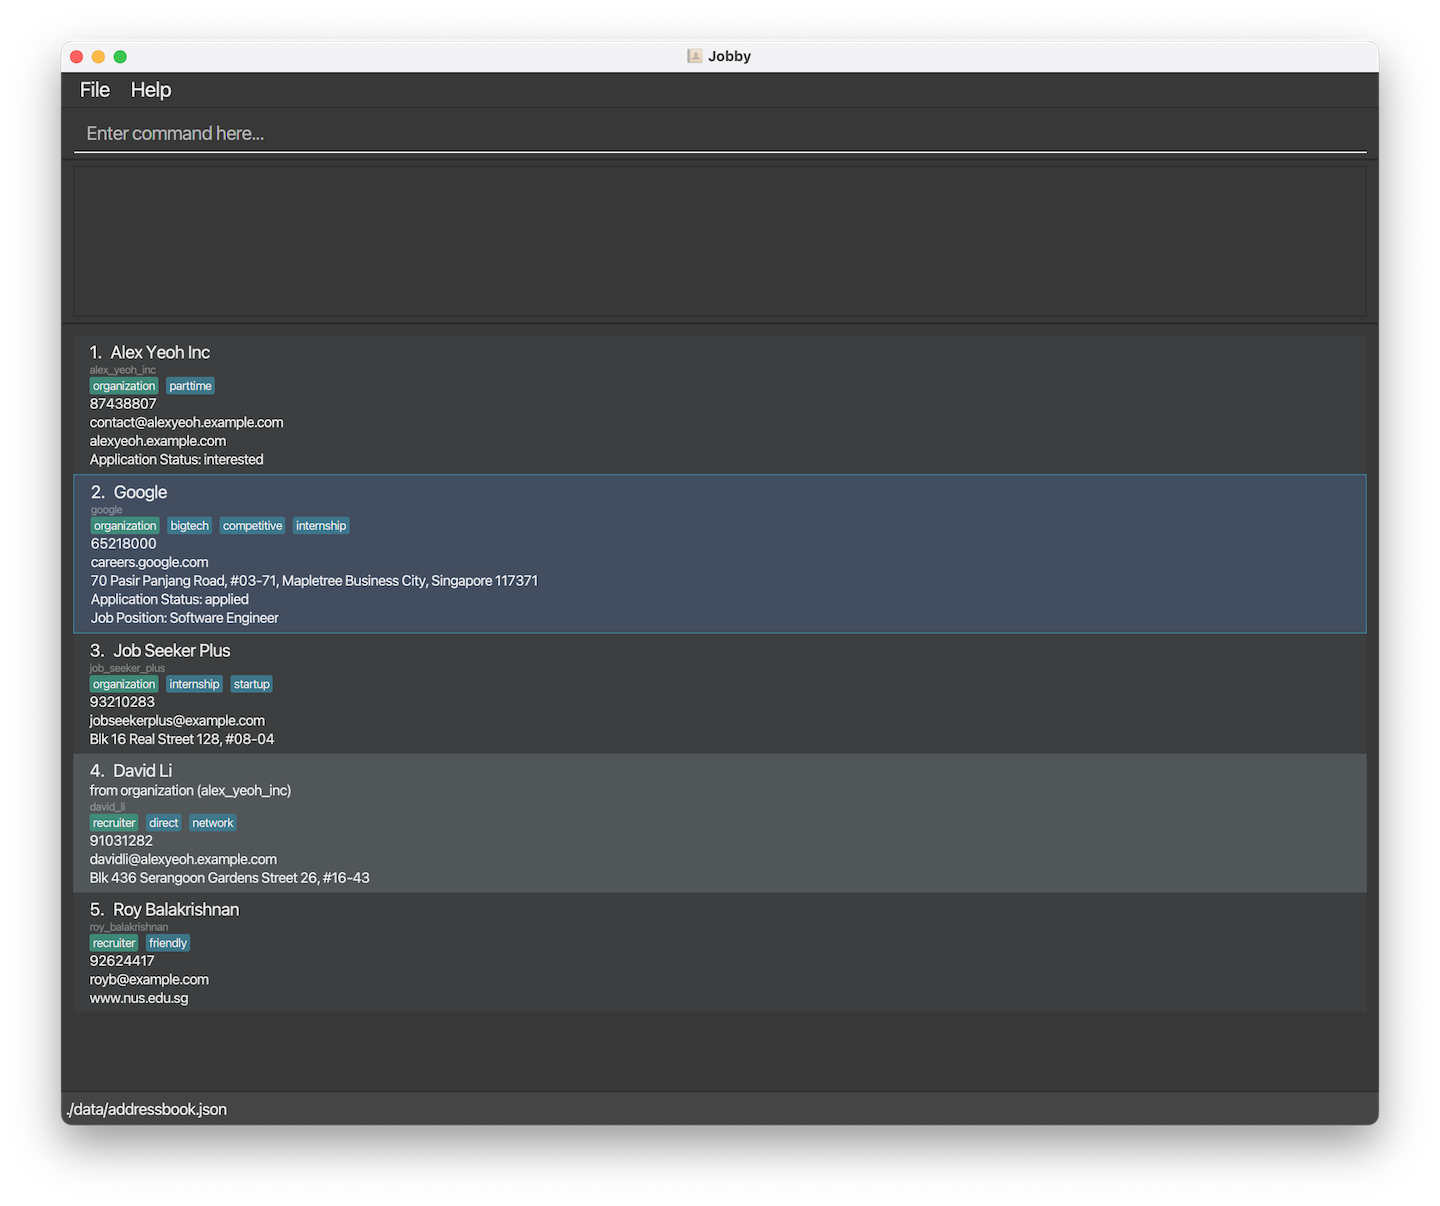 Jobby
File Help
Enter command here...
1. Alex Yeoh Inc
alex_yeoh_inc
organization parttime
87438807
contact@alexyeoh.example.com
alexyeoh.example.com
Application Status: interested
2. Google
google
organization bigtech competitive internship
65218000
careers.google.com
70 Pasir Panjang Road, #03-71, Mapletree Business City, Singapore 117371
Application Status: applied
Job Position: Software Engineer
3. Job Seeker Plus
job_seeker_plus
organization internship startup
93210283
jobseekerplus@example.com
Blk 16 Real Street 128, #08-04
4. David Li
from organization (alex_yeoh_inc)
david_li
recruiter direct network
91031282
davidli@alexyeoh.example.com
Blk 436 Serangoon Gardens Street 26, #16-43
5. Roy Balakrishnan
roy_balakrishnan
recruiter friendly
92624417
royb@example.com
www.nus.edu.sg
./data/addressbook.json